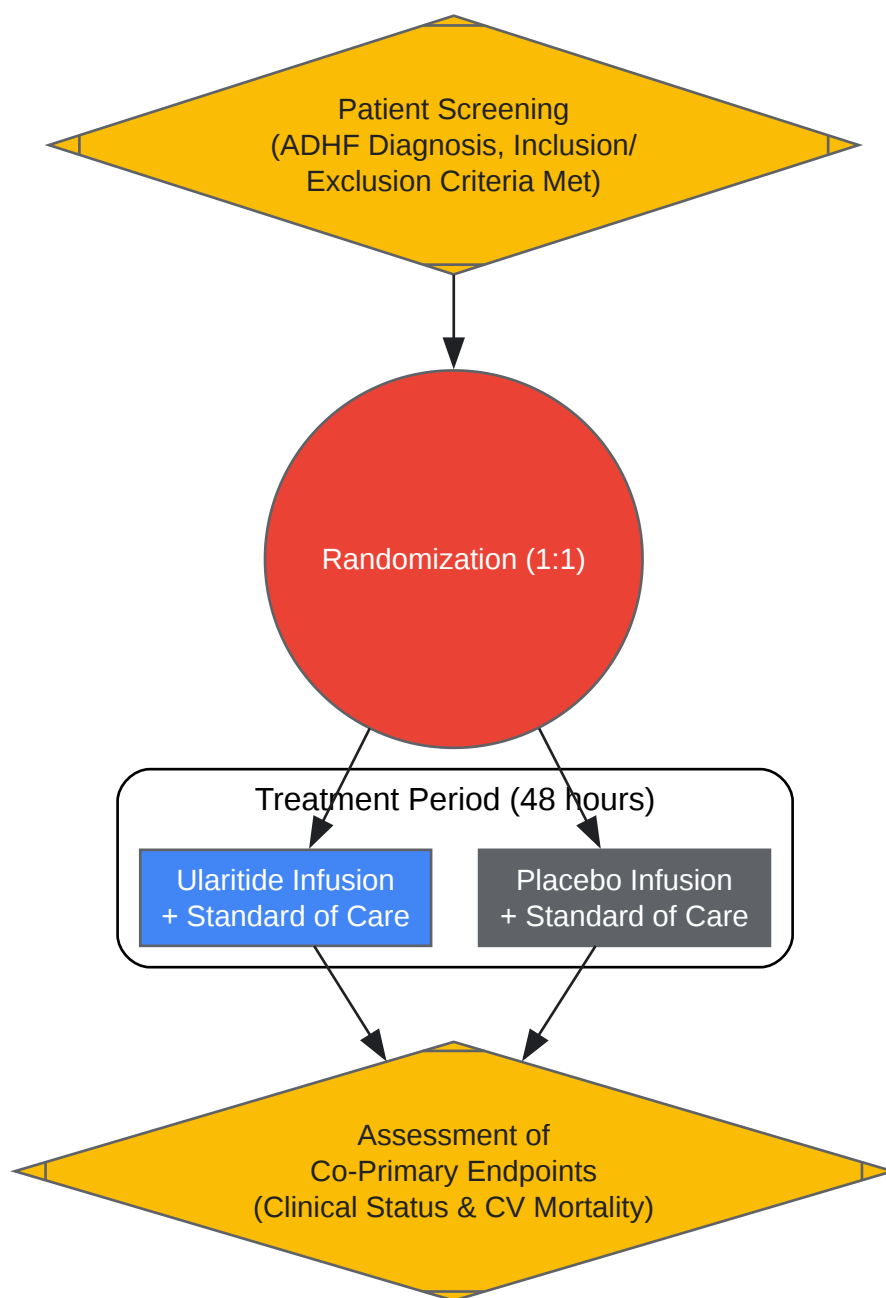 Patient Screening
(ADHF Diagnosis, Inclusion/
Exclusion Criteria Met)
Randomization (1:1)
Treatment Period (48 hours)
Ularitide Infusion
+ Standard of Care
Placebo Infusion
+ Standard of Care
Assessment of
Co-Primary Endpoints
(Clinical Status & CV Mortality)